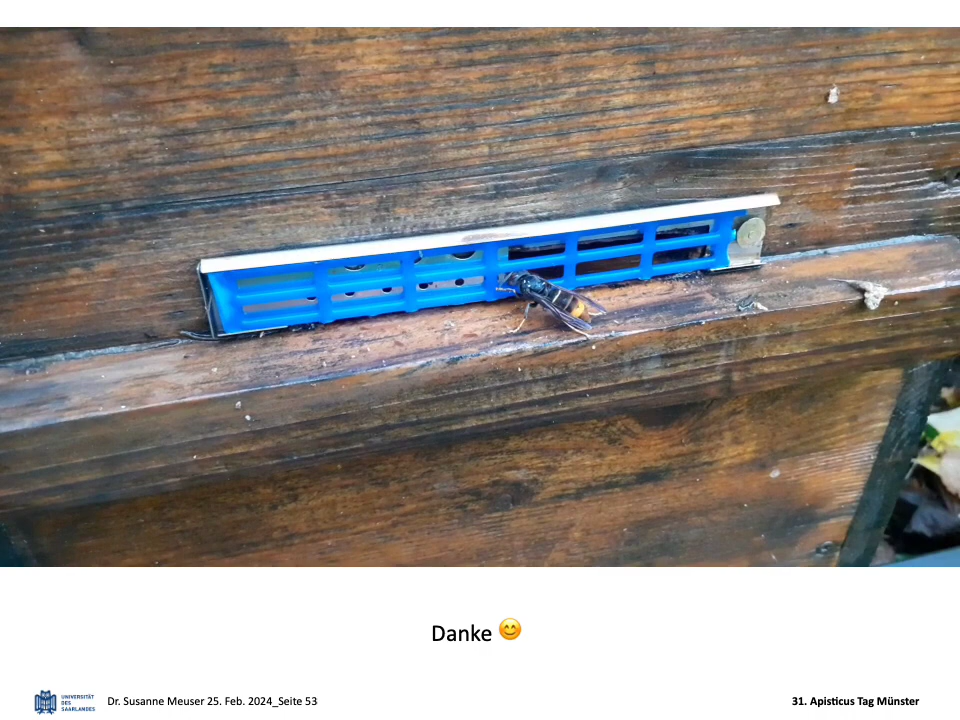 Danke 😊
UNIVERSITÄT
DES
SAARLANDES
Dr. Susanne Meuser 25. Feb. 2024_Seite 53
31. Apisticus Tag Münster